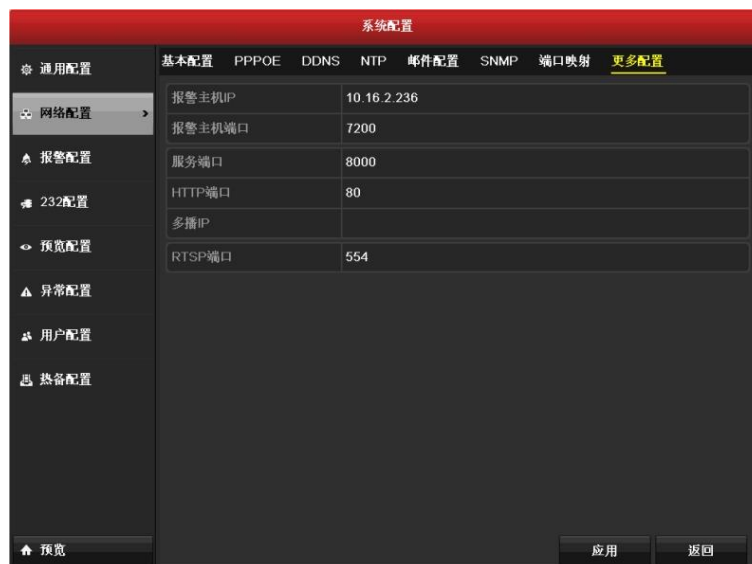 系统配置
通用配置
网络配置
报警配置
232配置
预览配置
异常配置
用户配置
热备配置
预览
基本配置 PPPOE DDNS NTP 邮件配置 SNMP 端口映射 更多配置
报警主机IP 10.16.2.236
报警主机端口 7200
服务端口 8000
HTTP端口 80
多播IP
RTSP端口 554
应用 返回